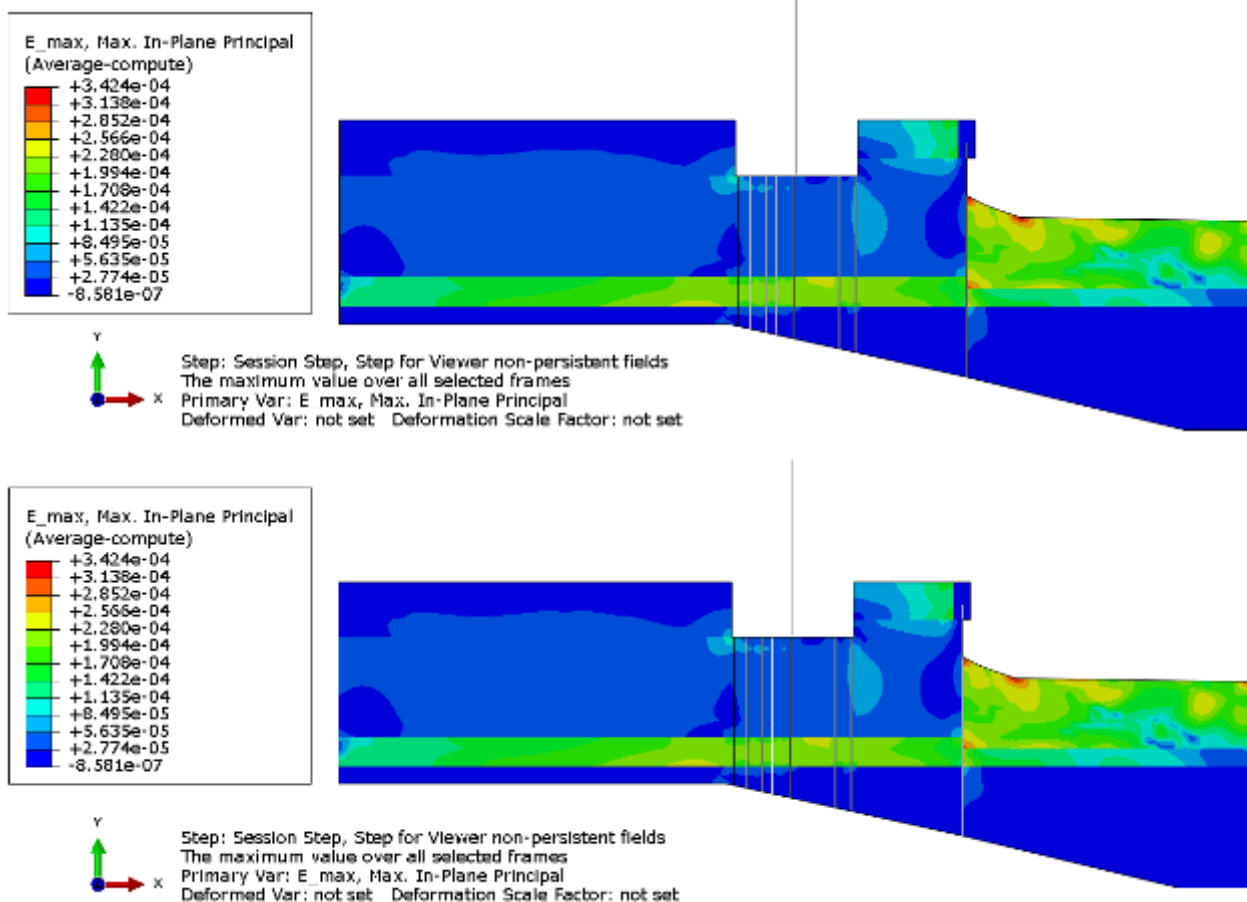 E_max, Max. In-Plane Principal
(Average-compute)
+3.424e-04
+3.138e-04
+2.852e-04
+2.566e-04
+2.280e-04
+1.994e-04
+1.708e-04
+1.422e-04
+1.135e-04
+8.495e-05
+5.635e-05
+2.774e-05
-8.581e-07
Y
X
Step: Session Step, Step for Viewer non-persistent fields
The maximum value over all selected frames
Primary Var: E_max, Max. In-Plane Principal
Deformed Var: not set Deformation Scale Factor: not set
E_max, Max. In-Plane Principal
(Average-compute)
+3.424e-04
+3.138e-04
+2.852e-04
+2.566e-04
+2.280e-04
+1.994e-04
+1.708e-04
+1.422e-04
+1.135e-04
+8.495e-05
+5.635e-05
+2.774e-05
-8.581e-07
Y
X
Step: Session Step, Step for Viewer non-persistent fields
The maximum value over all selected frames
Primary Var: E_max, Max. In-Plane Principal
Deformed Var: not set Deformation Scale Factor: not set